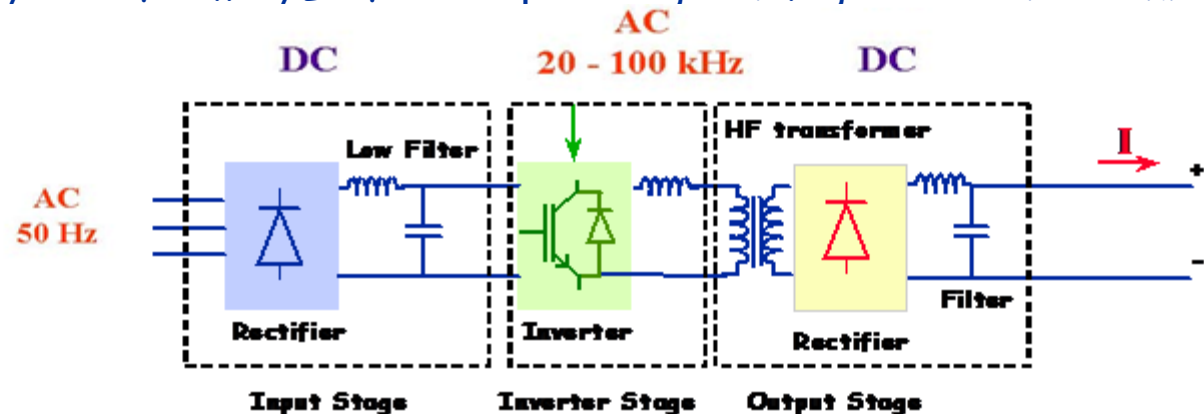 AC
DC
20 - 100 kHz
DC
HF transformer
Low Filter
I
+
AC
50 Hz
-
Filter
Rectifier
Inverter
Rectifier
Input Stage
Inverter Stage
Output Stage